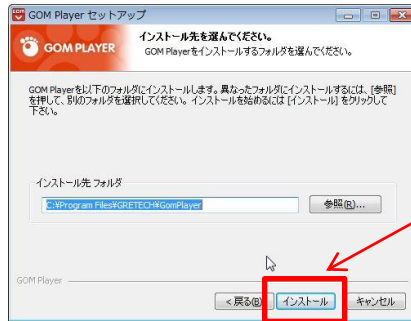 GOM Player セットアップ
GOM PLAYER
インストール先を選んでください。
GOM Playerをインストールするフォルダを選んでください。
GOM Playerを以下のフォルダにインストールします。異なったフォルダにインストールするには、[参照]
を押して、別のフォルダを選択してください。インストールを始めるには [インストール] をクリックして
下さい。
インストール先 フォルダ
C:¥Program Files¥GRETECH¥GomPlayer
参照(R)...
GOM Player
< 戻る(B)
インストール
キャンセル